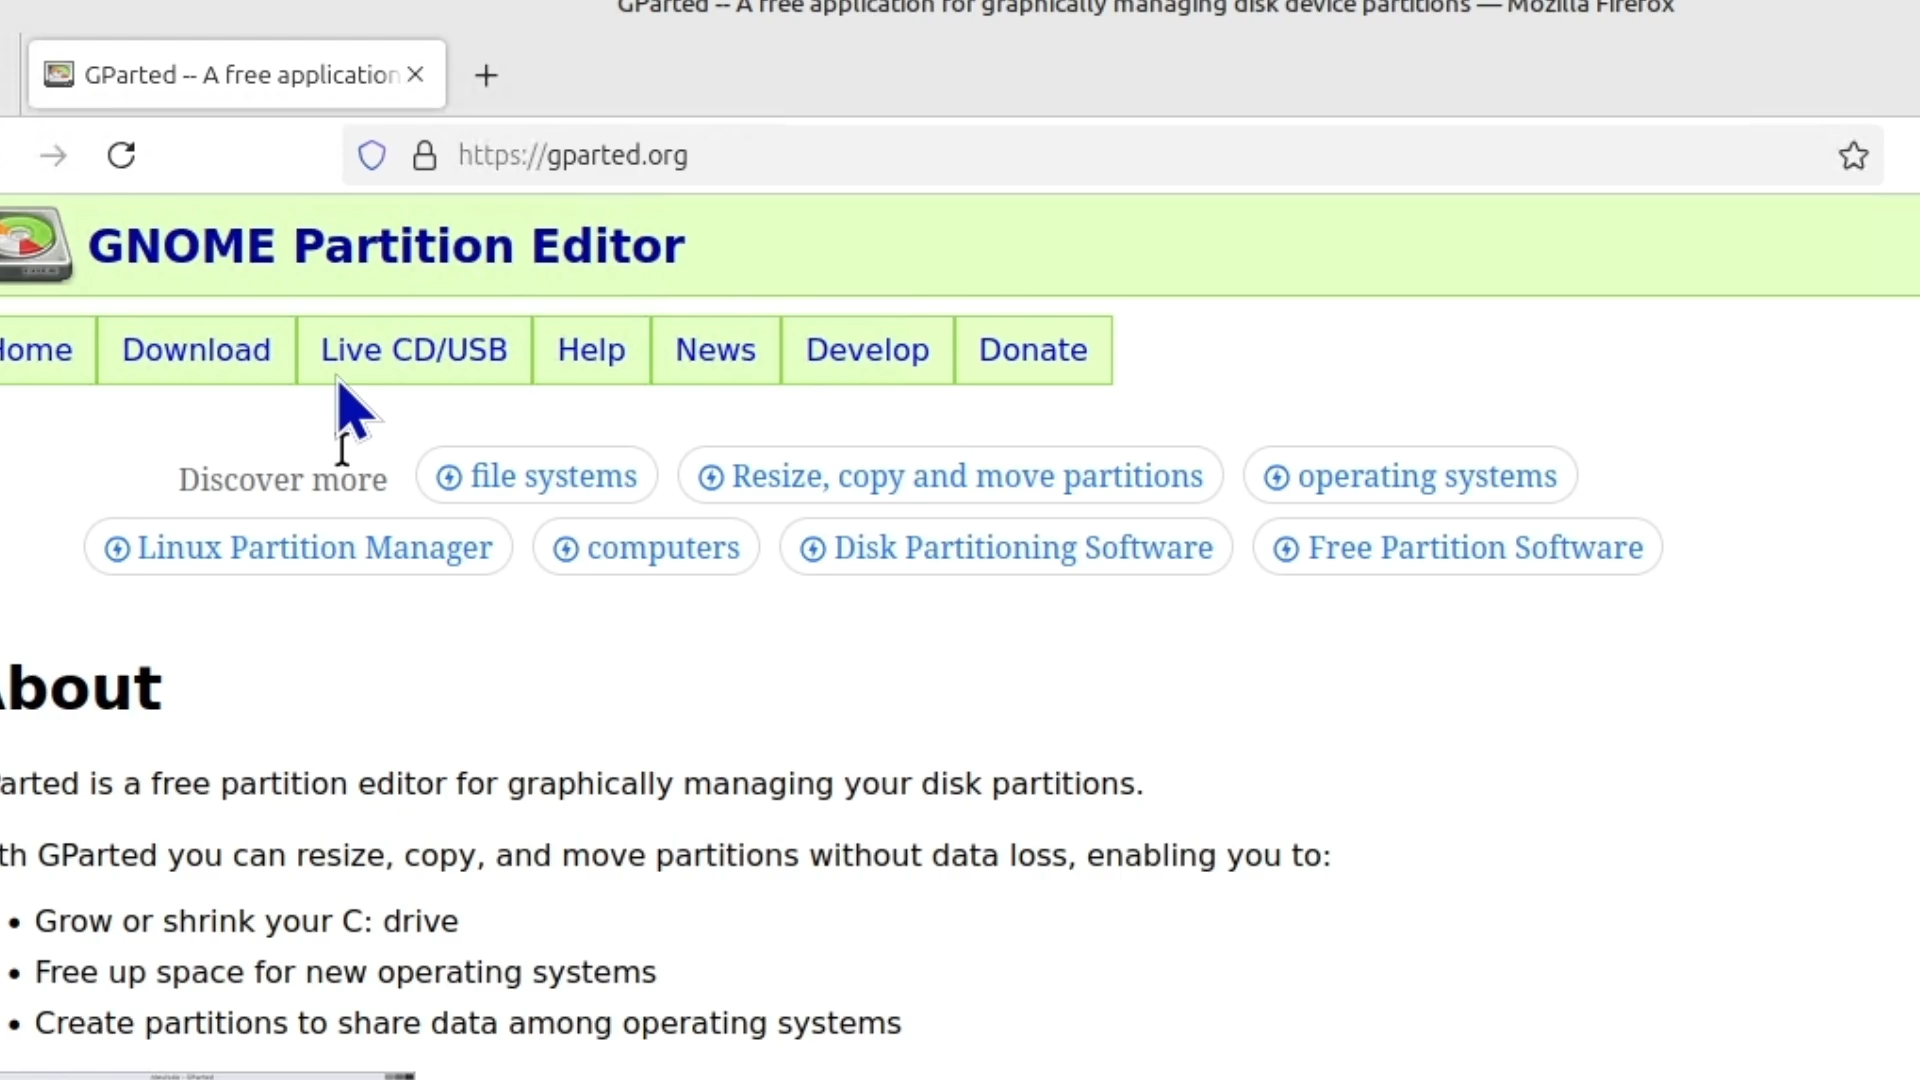 GParted -- A free application for graphically managing disk device partitions — Mozilla Firefox
GParted -- A free application
https://gparted.org
GNOME Partition Editor
Home Download Live CD/USB Help News Develop Donate
Discover more file systems Resize, copy and move partitions operating systems
Linux Partition Manager computers Disk Partitioning Software Free Partition Software
About
arted is a free partition editor for graphically managing your disk partitions.
th GParted you can resize, copy, and move partitions without data loss, enabling you to:
• Grow or shrink your C: drive
• Free up space for new operating systems
• Create partitions to share data among operating systems